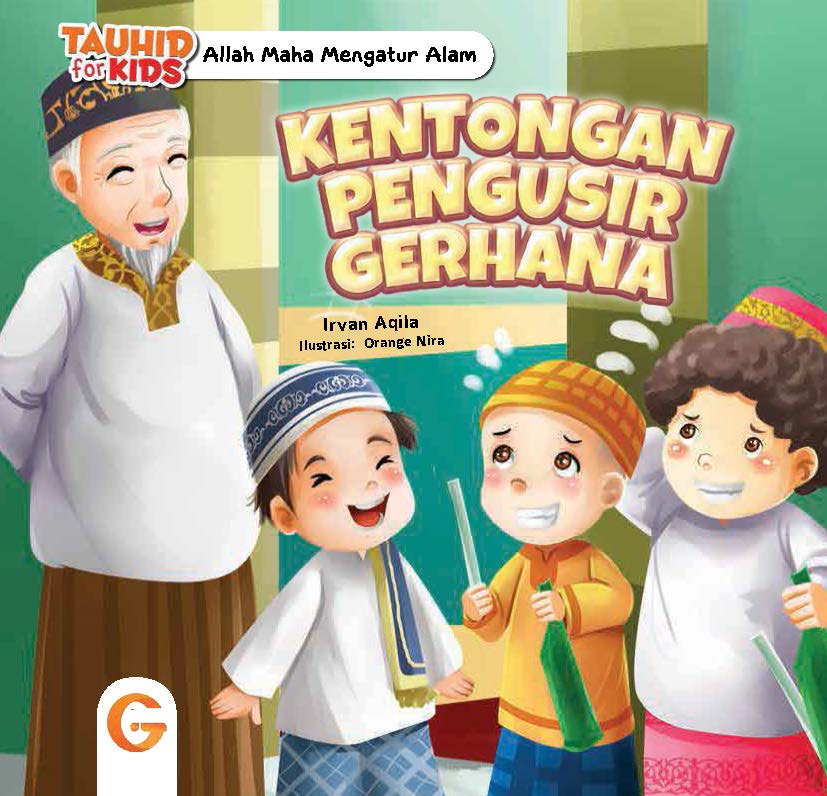 TAUHID
for KIDS
Allah Maha Mengatur Alam
KENTONGAN
PENGUSIR
GERHANA
Irvan Aqila
Ilustrasi: Orange Nira
G